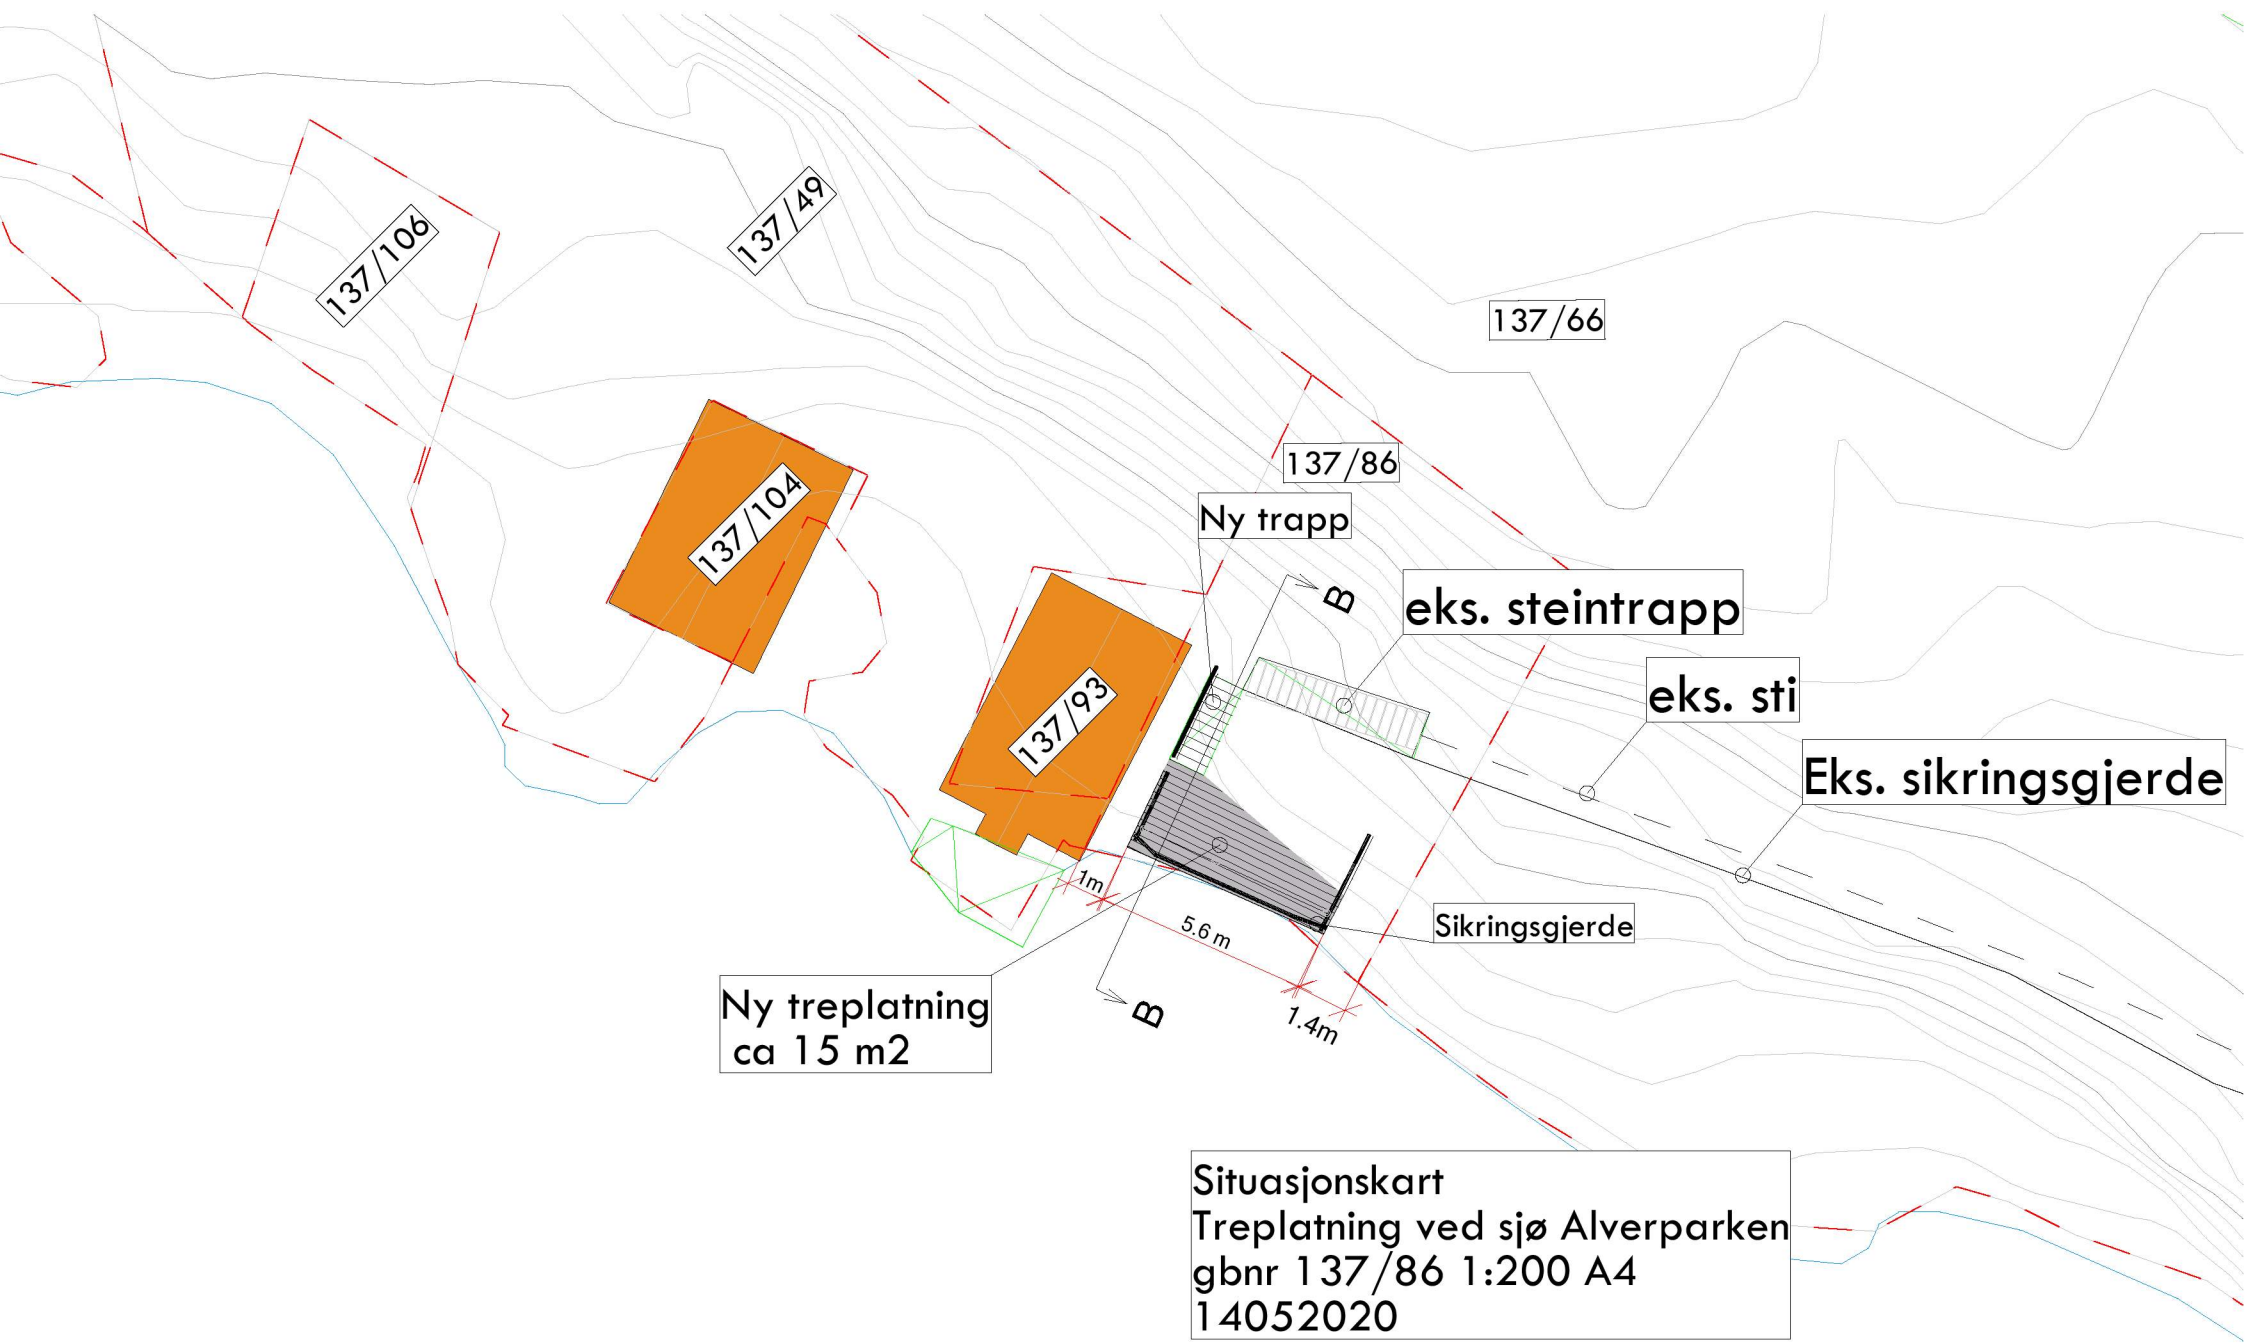 137/106
137/49
137/66
137/86
137/104
Ny trapp
B
eks. steintrapp
eks. sti
137/93
Eks. sikringsgjerde
1m
5.6 m
Sikringsgjerde
1.4m
B
Ny treplatning
ca 15 m2
Situasjonskart
Treplatning ved sjø Alverparken
gbnr 137/86 1:200 A4
14052020